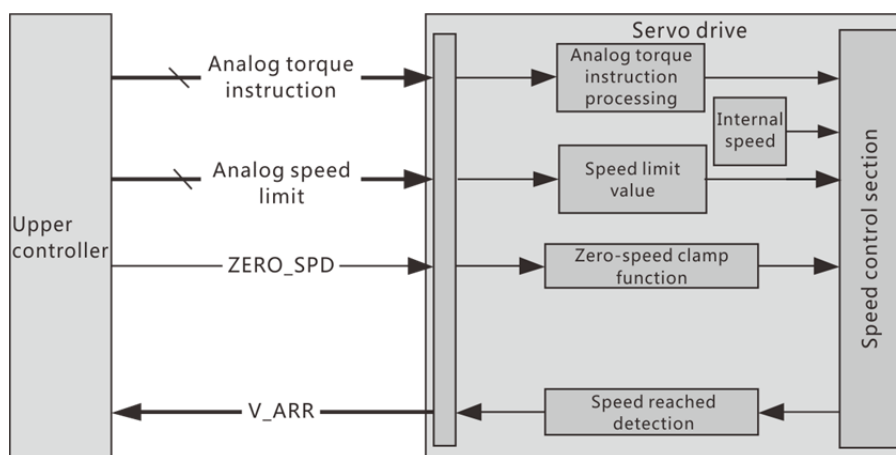 Servo drive
Analog torque
instruction
Analog torque
instruction
processing
Internal
speed
Analog speed
limit
Speed limit
value
Upper
controller
ZERO_SPD
Zero-speed clamp
function
Speed control section
V_ARR
Speed reached
detection